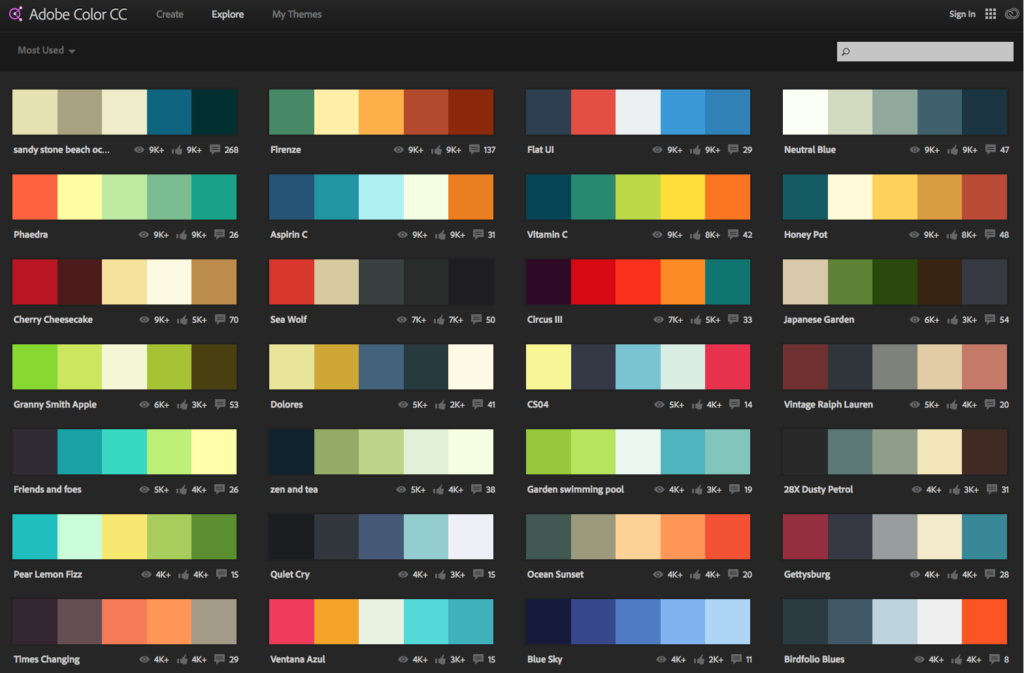 Adobe Color CC Create Explore My Themes Sign In
Most Used
sandy stone beach oc... 9K+ 9K+ 268
Firenze 9K+ 9K+ 137
Flat UI 9K+ 9K+ 29
Neutral Blue 9K+ 9K+ 47
Phaedra 9K+ 9K+ 26
Aspirin C 9K+ 9K+ 31
Vitamin C 9K+ 8K+ 42
Honey Pot 9K+ 8K+ 48
Cherry Cheesecake 9K+ 5K+ 70
Sea Wolf 7K+ 7K+ 50
Circus III 7K+ 5K+ 33
Japanese Garden 6K+ 3K+ 54
Granny Smith Apple 6K+ 3K+ 53
Dolores 5K+ 2K+ 41
CS04 5K+ 4K+ 14
Vintage Ralph Lauren 5K+ 4K+ 20
Friends and foes 5K+ 4K+ 26
zen and tea 5K+ 4K+ 38
Garden swimming pool 4K+ 3K+ 19
28X Dusty Petrol 4K+ 3K+ 31
Pear Lemon Fizz 4K+ 4K+ 15
Quiet Cry 4K+ 3K+ 15
Ocean Sunset 4K+ 4K+ 20
Gettysburg 4K+ 4K+ 28
Times Changing 4K+ 4K+ 29
Ventana Azul 4K+ 3K+ 15
Blue Sky 4K+ 2K+ 11
Birdfolio Blues 4K+ 4K+ 8